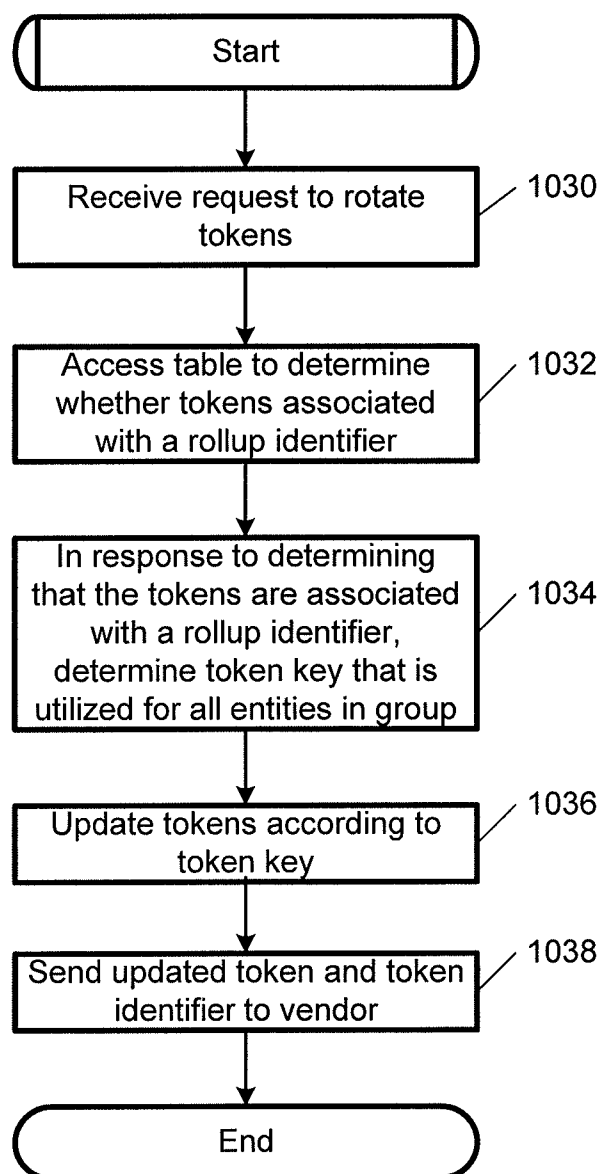 Start
Receive request to rotate
tokens
1030
Access table to determine
whether tokens associated
with a rollup identifier
1032
In response to determining
that the tokens are associated
with a rollup identifier,
determine token key that is
utilized for all entities in group
1034
Update tokens according to
token key
1036
Send updated token and token
identifier to vendor
1038
End